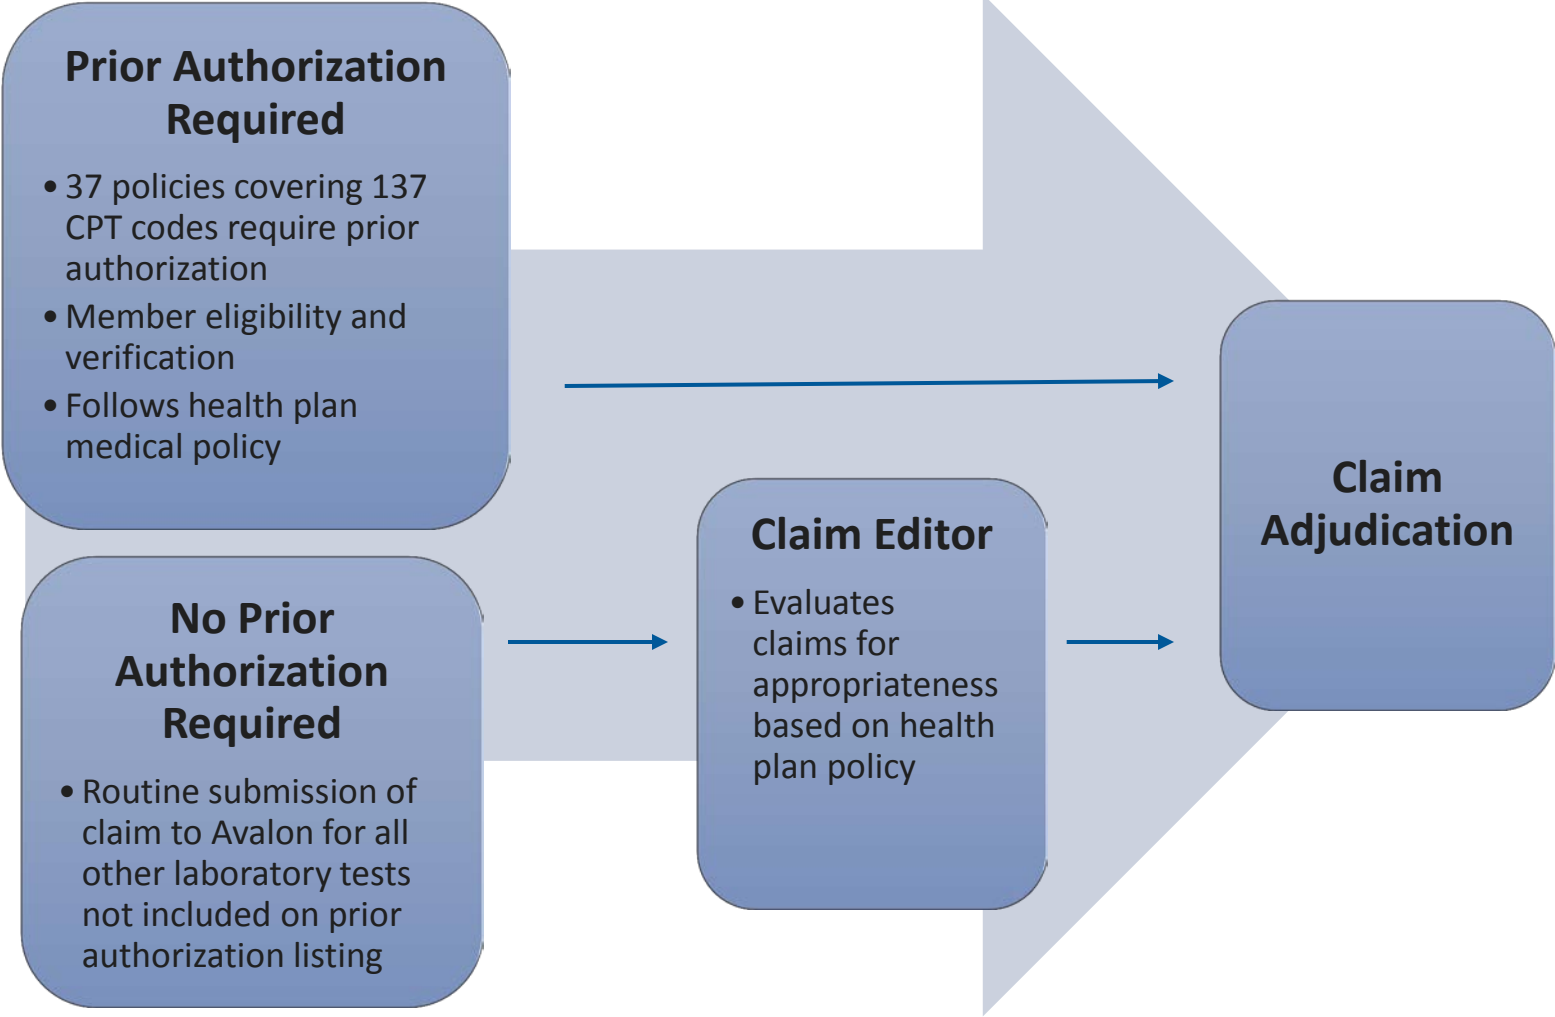 Prior Authorization
Required
• 37 policies covering 137
CPT codes require prior
authorization
• Member eligibility and
verification
• Follows health plan
medical policy
No Prior
Authorization
Required
• Routine submission of
claim to Avalon for all
other laboratory tests
not included on prior
authorization listing
Claim Editor
• Evaluates
claims for
appropriateness
based on health
plan policy
Claim
Adjudication